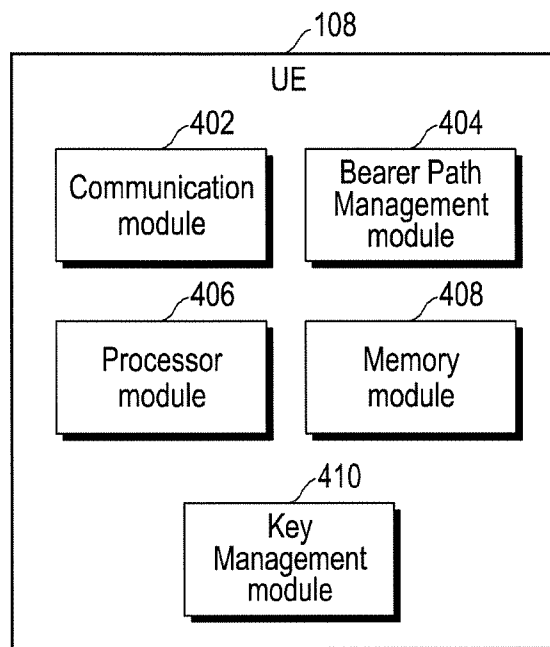 108
UE
402
Communication
module
404
Bearer Path
Management
module
406
Processor
module
408
Memory
module
410
Key
Management
module